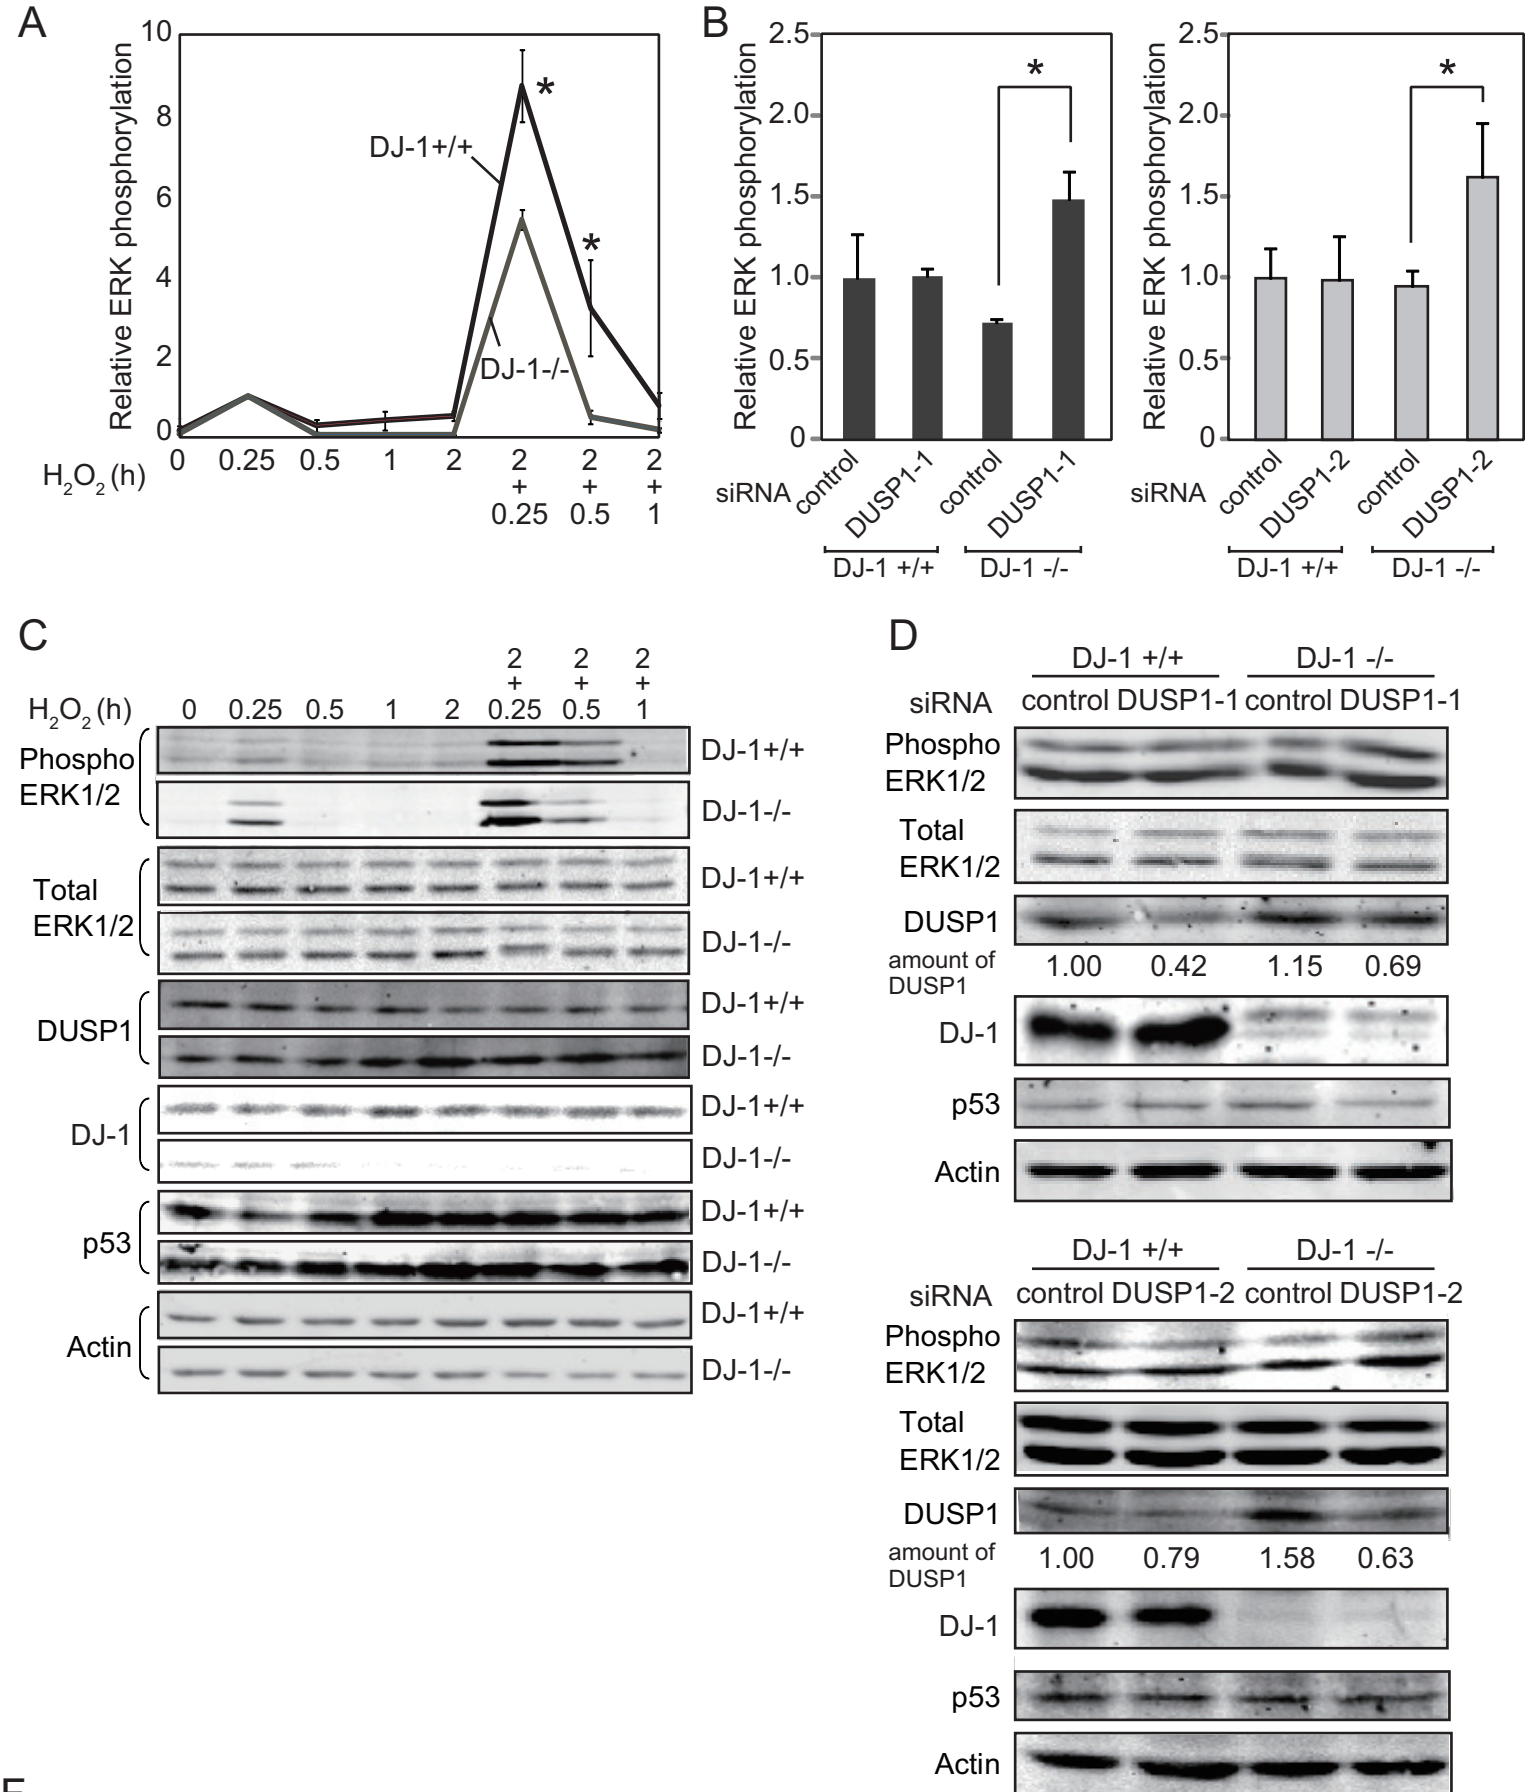 A
Relative ERK phosphorylation
10
8
6
4
2
0
DJ-1+/+
*
*
DJ-1-/-
H2O2 (h)
0 0.25 0.5 1 2 2 + 0.25 2 + 0.5 2 + 1
B
Relative ERK phosphorylation
2.5
2.0
1.5
1.0
0.5
0
*
siRNA control DUSP1-1 control DUSP1-1
DJ-1 +/+ DJ-1 -/-
Relative ERK phosphorylation
2.5
2.0
1.5
1.0
0.5
0
*
siRNA control DUSP1-2 control DUSP1-2
DJ-1 +/+ DJ-1 -/-
C
2 2 2
+ + +
H2O2 (h) 0 0.25 0.5 1 2 0.25 0.5 1
Phospho ERK1/2
DJ-1+/+
DJ-1-/-
Total ERK1/2
DJ-1+/+
DJ-1-/-
DUSP1
DJ-1+/+
DJ-1-/-
DJ-1
DJ-1+/+
DJ-1-/-
p53
DJ-1+/+
DJ-1-/-
Actin
DJ-1+/+
DJ-1-/-
D
DJ-1 +/+ DJ-1 -/-
siRNA control DUSP1-1 control DUSP1-1
Phospho
ERK1/2
Total
ERK1/2
DUSP1
amount of
DUSP1
1.00 0.42 1.15 0.69
DJ-1
p53
Actin
DJ-1 +/+ DJ-1 -/-
siRNA control DUSP1-2 control DUSP1-2
Phospho
ERK1/2
Total
ERK1/2
DUSP1
amount of
DUSP1
1.00 0.79 1.58 0.63
DJ-1
p53
Actin